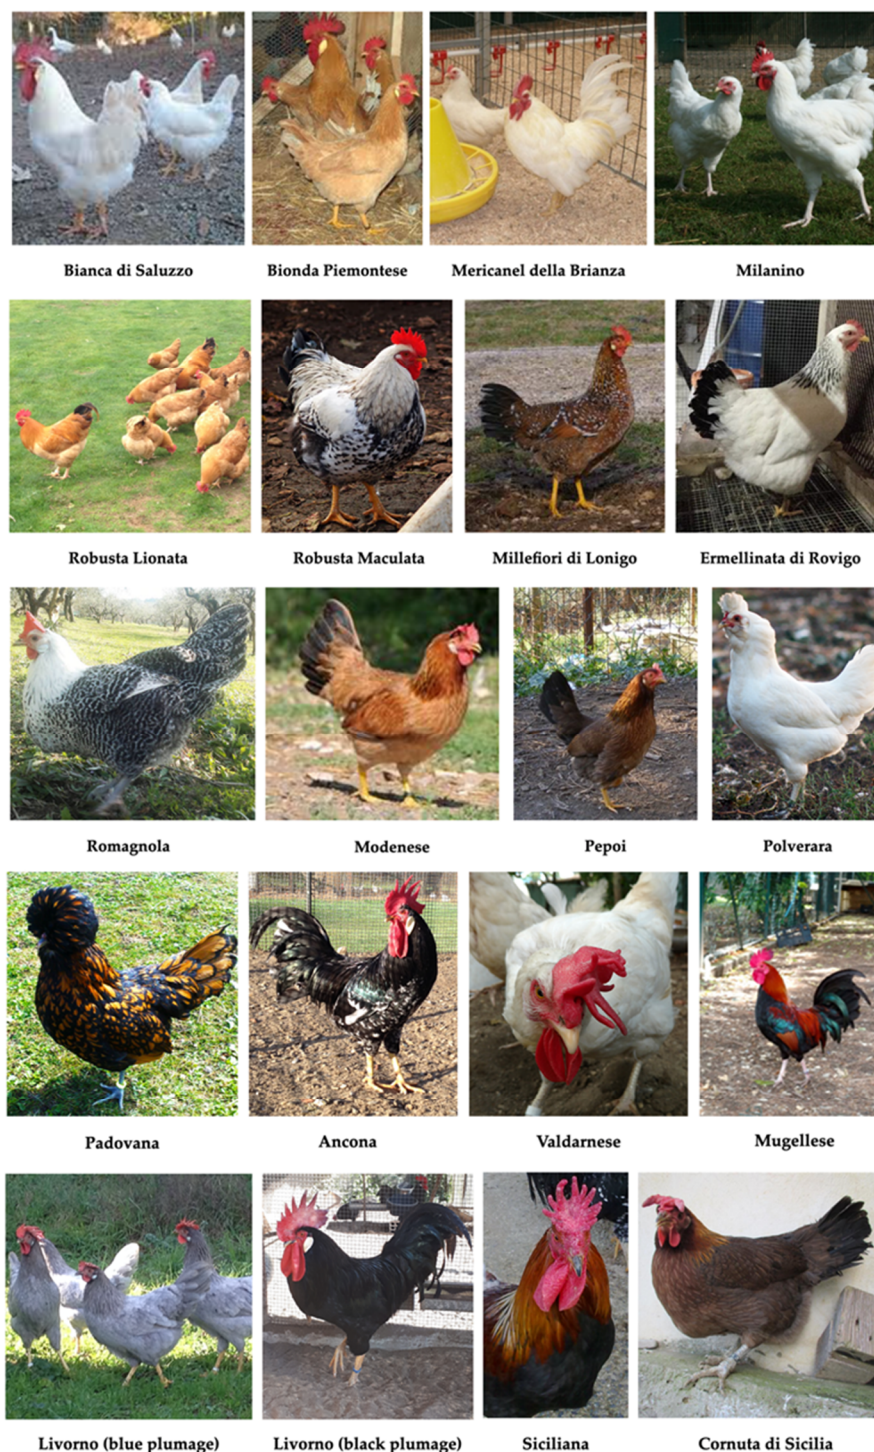 Bianca di Saluzzo
Bionda Piemontese
Mericanel della Brianza
Milanino
Robusta Lionata
Robusta Maculata
Millefiori di Lonigo
Ermellinata di Rovigo
Romagnola
Modenese
Pepoi
Polverara
Padovana
Ancona
Valdarnese
Mugellese
Livorno (blue plumage)
Livorno (black plumage)
Siciliana
Cornuta di Sicilia